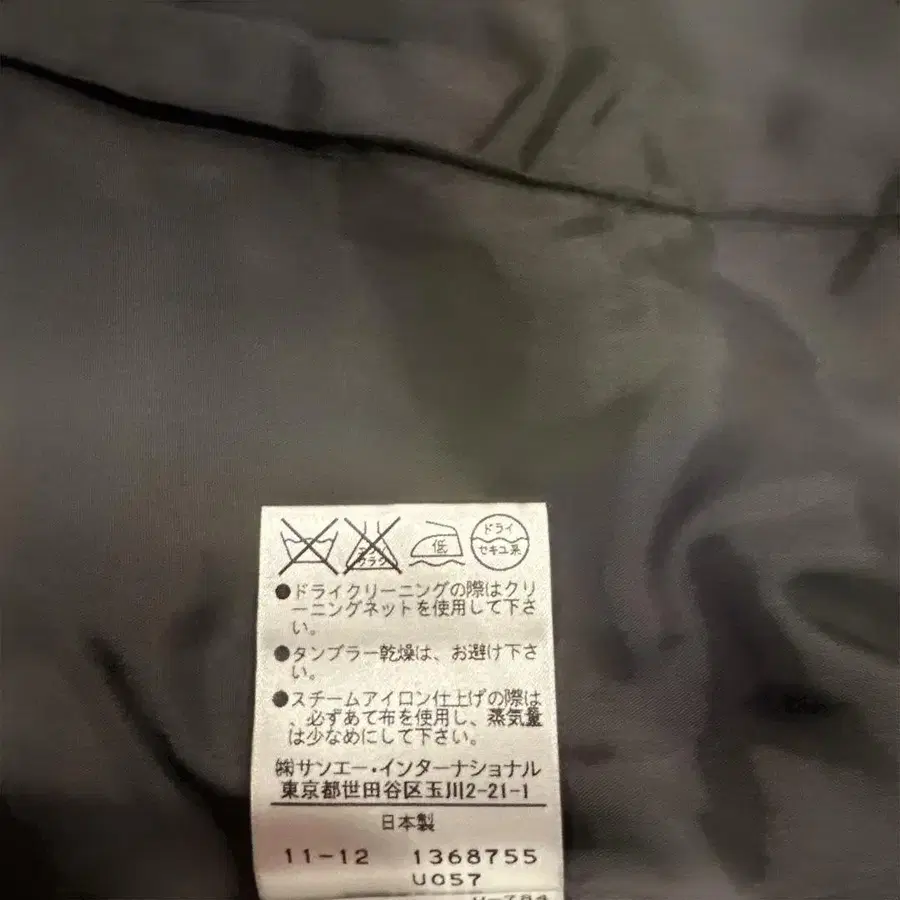 エンソ
サラシ
低
ドライ
セキユ系
●ドライクリーニングの際はクリ
ーニングネットを使用して下さ
い。
●タンブラー乾燥は、お避け下さ
い。
●スチームアイロン仕上げの際は
、必ずあて布を使用し、蒸気量
は少なめにして下さい。
㈱サンエー・インターナショナル
東京都世田谷区玉川2-21-1
日本製
11-12 1368755
U057